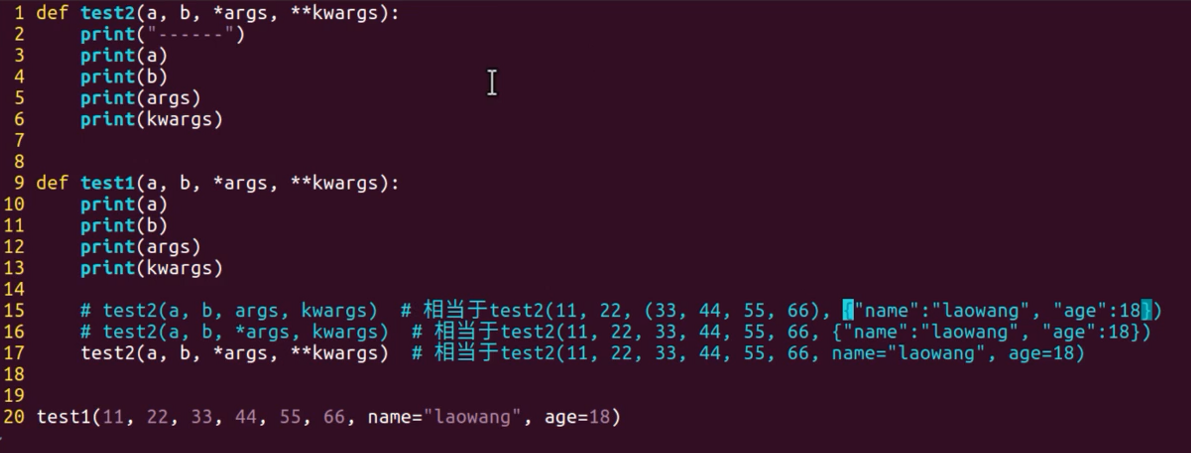 1 def test2(a, b, *args, **kwargs):
2     print("------")
3     print(a)
4     print(b)
5     print(args)
6     print(kwargs)
7
8
9 def test1(a, b, *args, **kwargs):
10     print(a)
11     print(b)
12     print(args)
13     print(kwargs)
14
15     # test2(a, b, args, kwargs)  # 相当于test2(11, 22, (33, 44, 55, 66), {"name":"laowang", "age":18})
16     # test2(a, b, *args, kwargs)  # 相当于test2(11, 22, 33, 44, 55, 66, {"name":"laowang", "age":18})
17     test2(a, b, *args, **kwargs)  # 相当于test2(11, 22, 33, 44, 55, 66, name="laowang", age=18)
18
19
20 test1(11, 22, 33, 44, 55, 66, name="laowang", age=18)